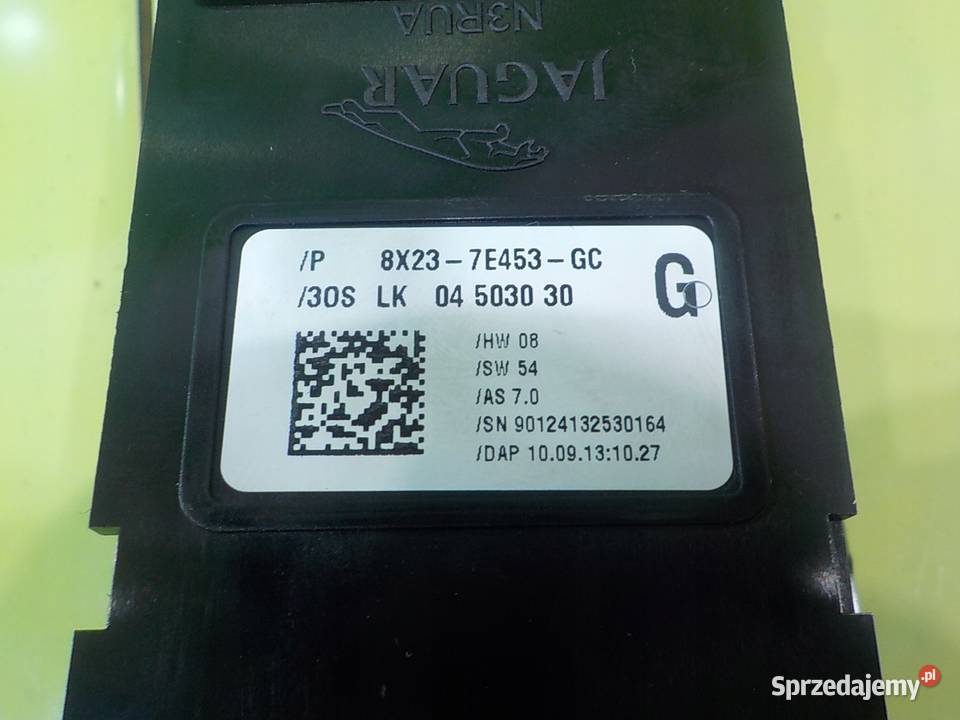 N3RUA
JAGUAR
/P 8X23-7E453-GC
G
/30S LK 04 5030 30
/HW 08
/SW 54
/AS 7.0
/SN 90124132530164
/DAP 10.09.13:10.27
Sprzedajemy.pl